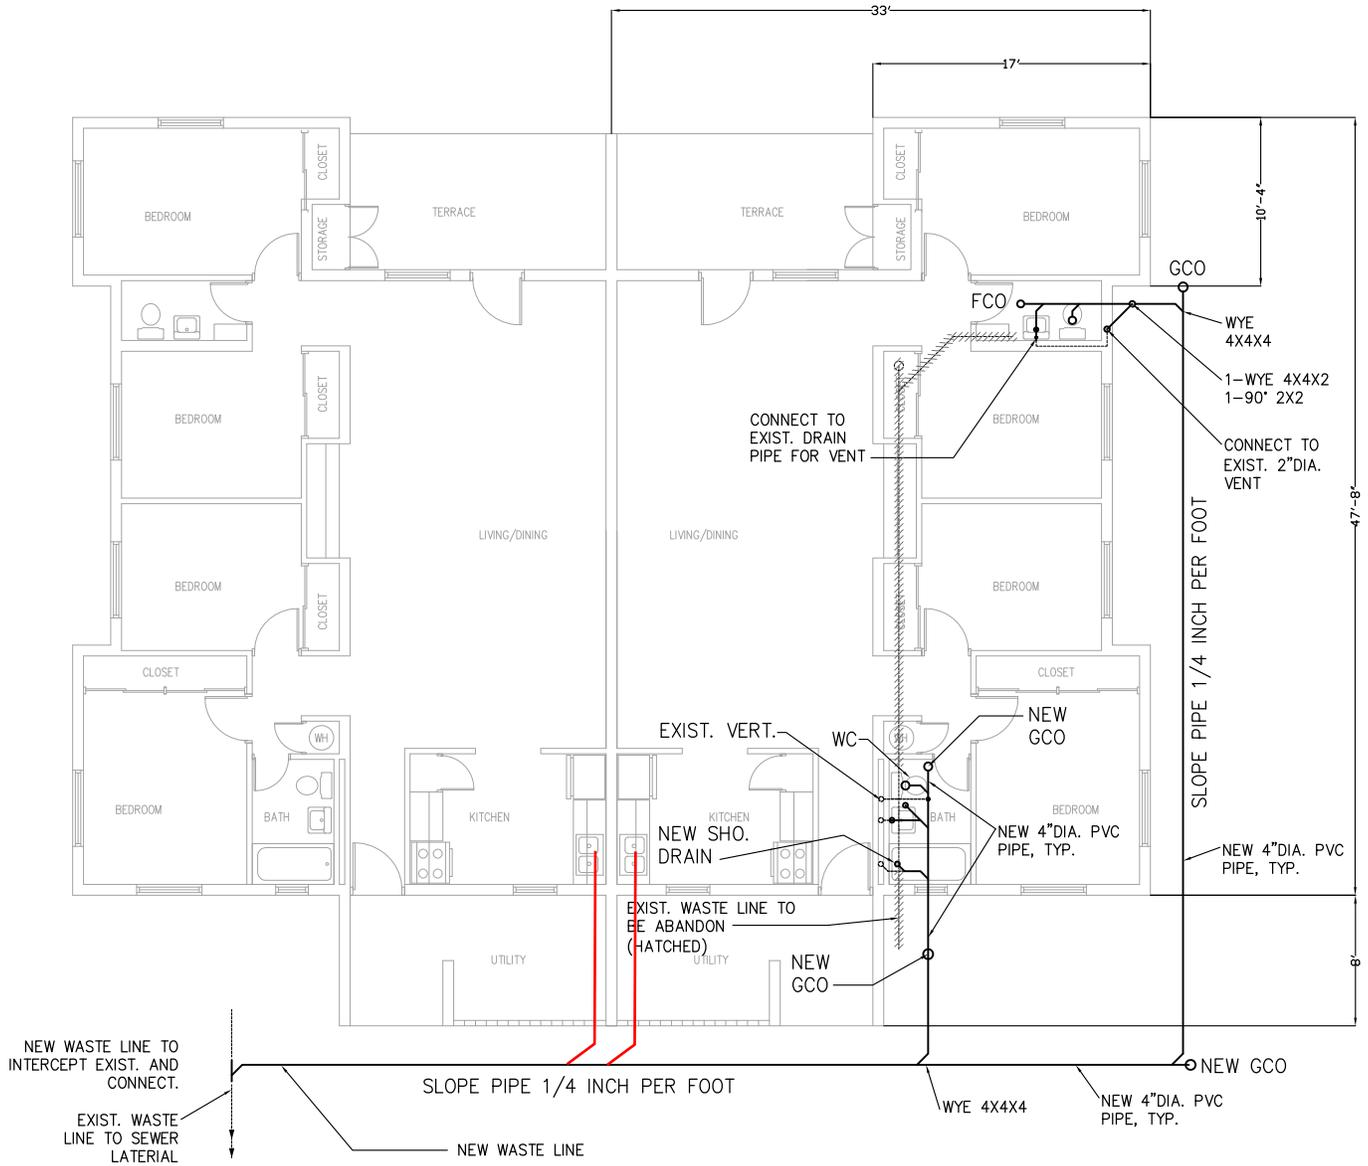 33'
17'
10'-4"
47'-8"
8'
BEDROOM
CLOSET
STORAGE
TERRACE
TERRACE
CLOSET
STORAGE
BEDROOM
GCO
FCO
WYE
4X4X4
1-WYE 4X4X2
1-90° 2X2
CONNECT TO
EXIST. DRAIN
PIPE FOR VENT
CONNECT TO
EXIST. 2"DIA.
VENT
BEDROOM
CLOSET
CLOSET
BEDROOM
SLOPE PIPE 1/4 INCH PER FOOT
LIVING/DINING
LIVING/DINING
BEDROOM
CLOSET
CLOSET
BEDROOM
CLOSET
CLOSET
WH
WH
EXIST. VERT.
WC
NEW
GCO
BEDROOM
BATH
KITCHEN
KITCHEN
BATH
BEDROOM
NEW SHO.
DRAIN
NEW 4"DIA. PVC
PIPE, TYP.
NEW 4"DIA. PVC
PIPE, TYP.
EXIST. WASTE LINE TO
BE ABANDON
(HATCHED)
UTILITY
UTILITY
NEW
GCO
NEW WASTE LINE TO
INTERCEPT EXIST. AND
CONNECT.
EXIST. WASTE
LINE TO SEWER
LATERIAL
SLOPE PIPE 1/4 INCH PER FOOT
NEW WASTE LINE
WYE 4X4X4
NEW 4"DIA. PVC
PIPE, TYP.
NEW GCO